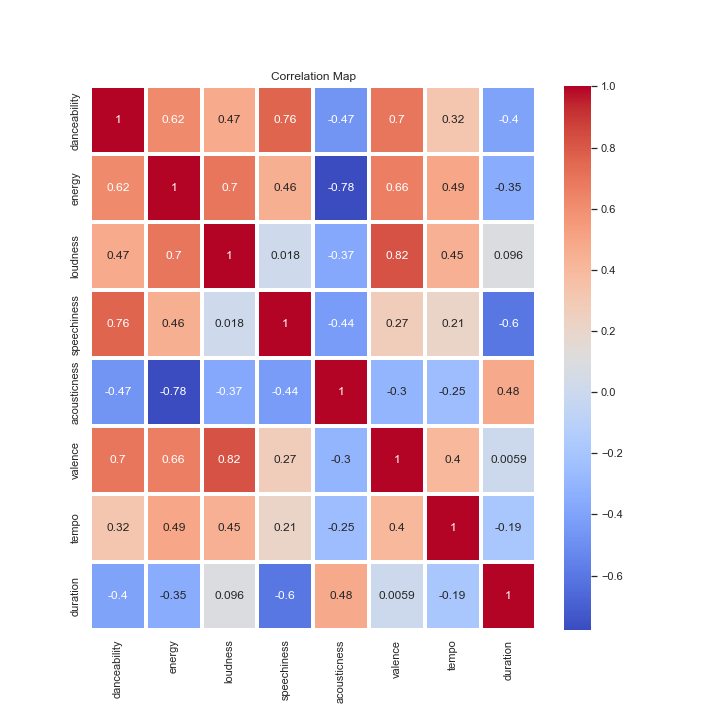 Correlation Map
danceability 1 0.62 0.47 0.76 -0.47 0.7 0.32 -0.4
energy 0.62 1 0.7 0.46 -0.78 0.66 0.49 -0.35
loudness 0.47 0.7 1 0.018 -0.37 0.82 0.45 0.096
speechiness 0.76 0.46 0.018 1 -0.44 0.27 0.21 -0.6
acousticness -0.47 -0.78 -0.37 -0.44 1 -0.3 -0.25 0.48
valence 0.7 0.66 0.82 0.27 -0.3 1 0.4 0.0059
tempo 0.32 0.49 0.45 0.21 -0.25 0.4 1 -0.19
duration -0.4 -0.35 0.096 -0.6 0.48 0.0059 -0.19 1
danceability energy loudness speechiness acousticness valence tempo duration
1.0
0.8
0.6
0.4
0.2
0.0
−0.2
−0.4
−0.6